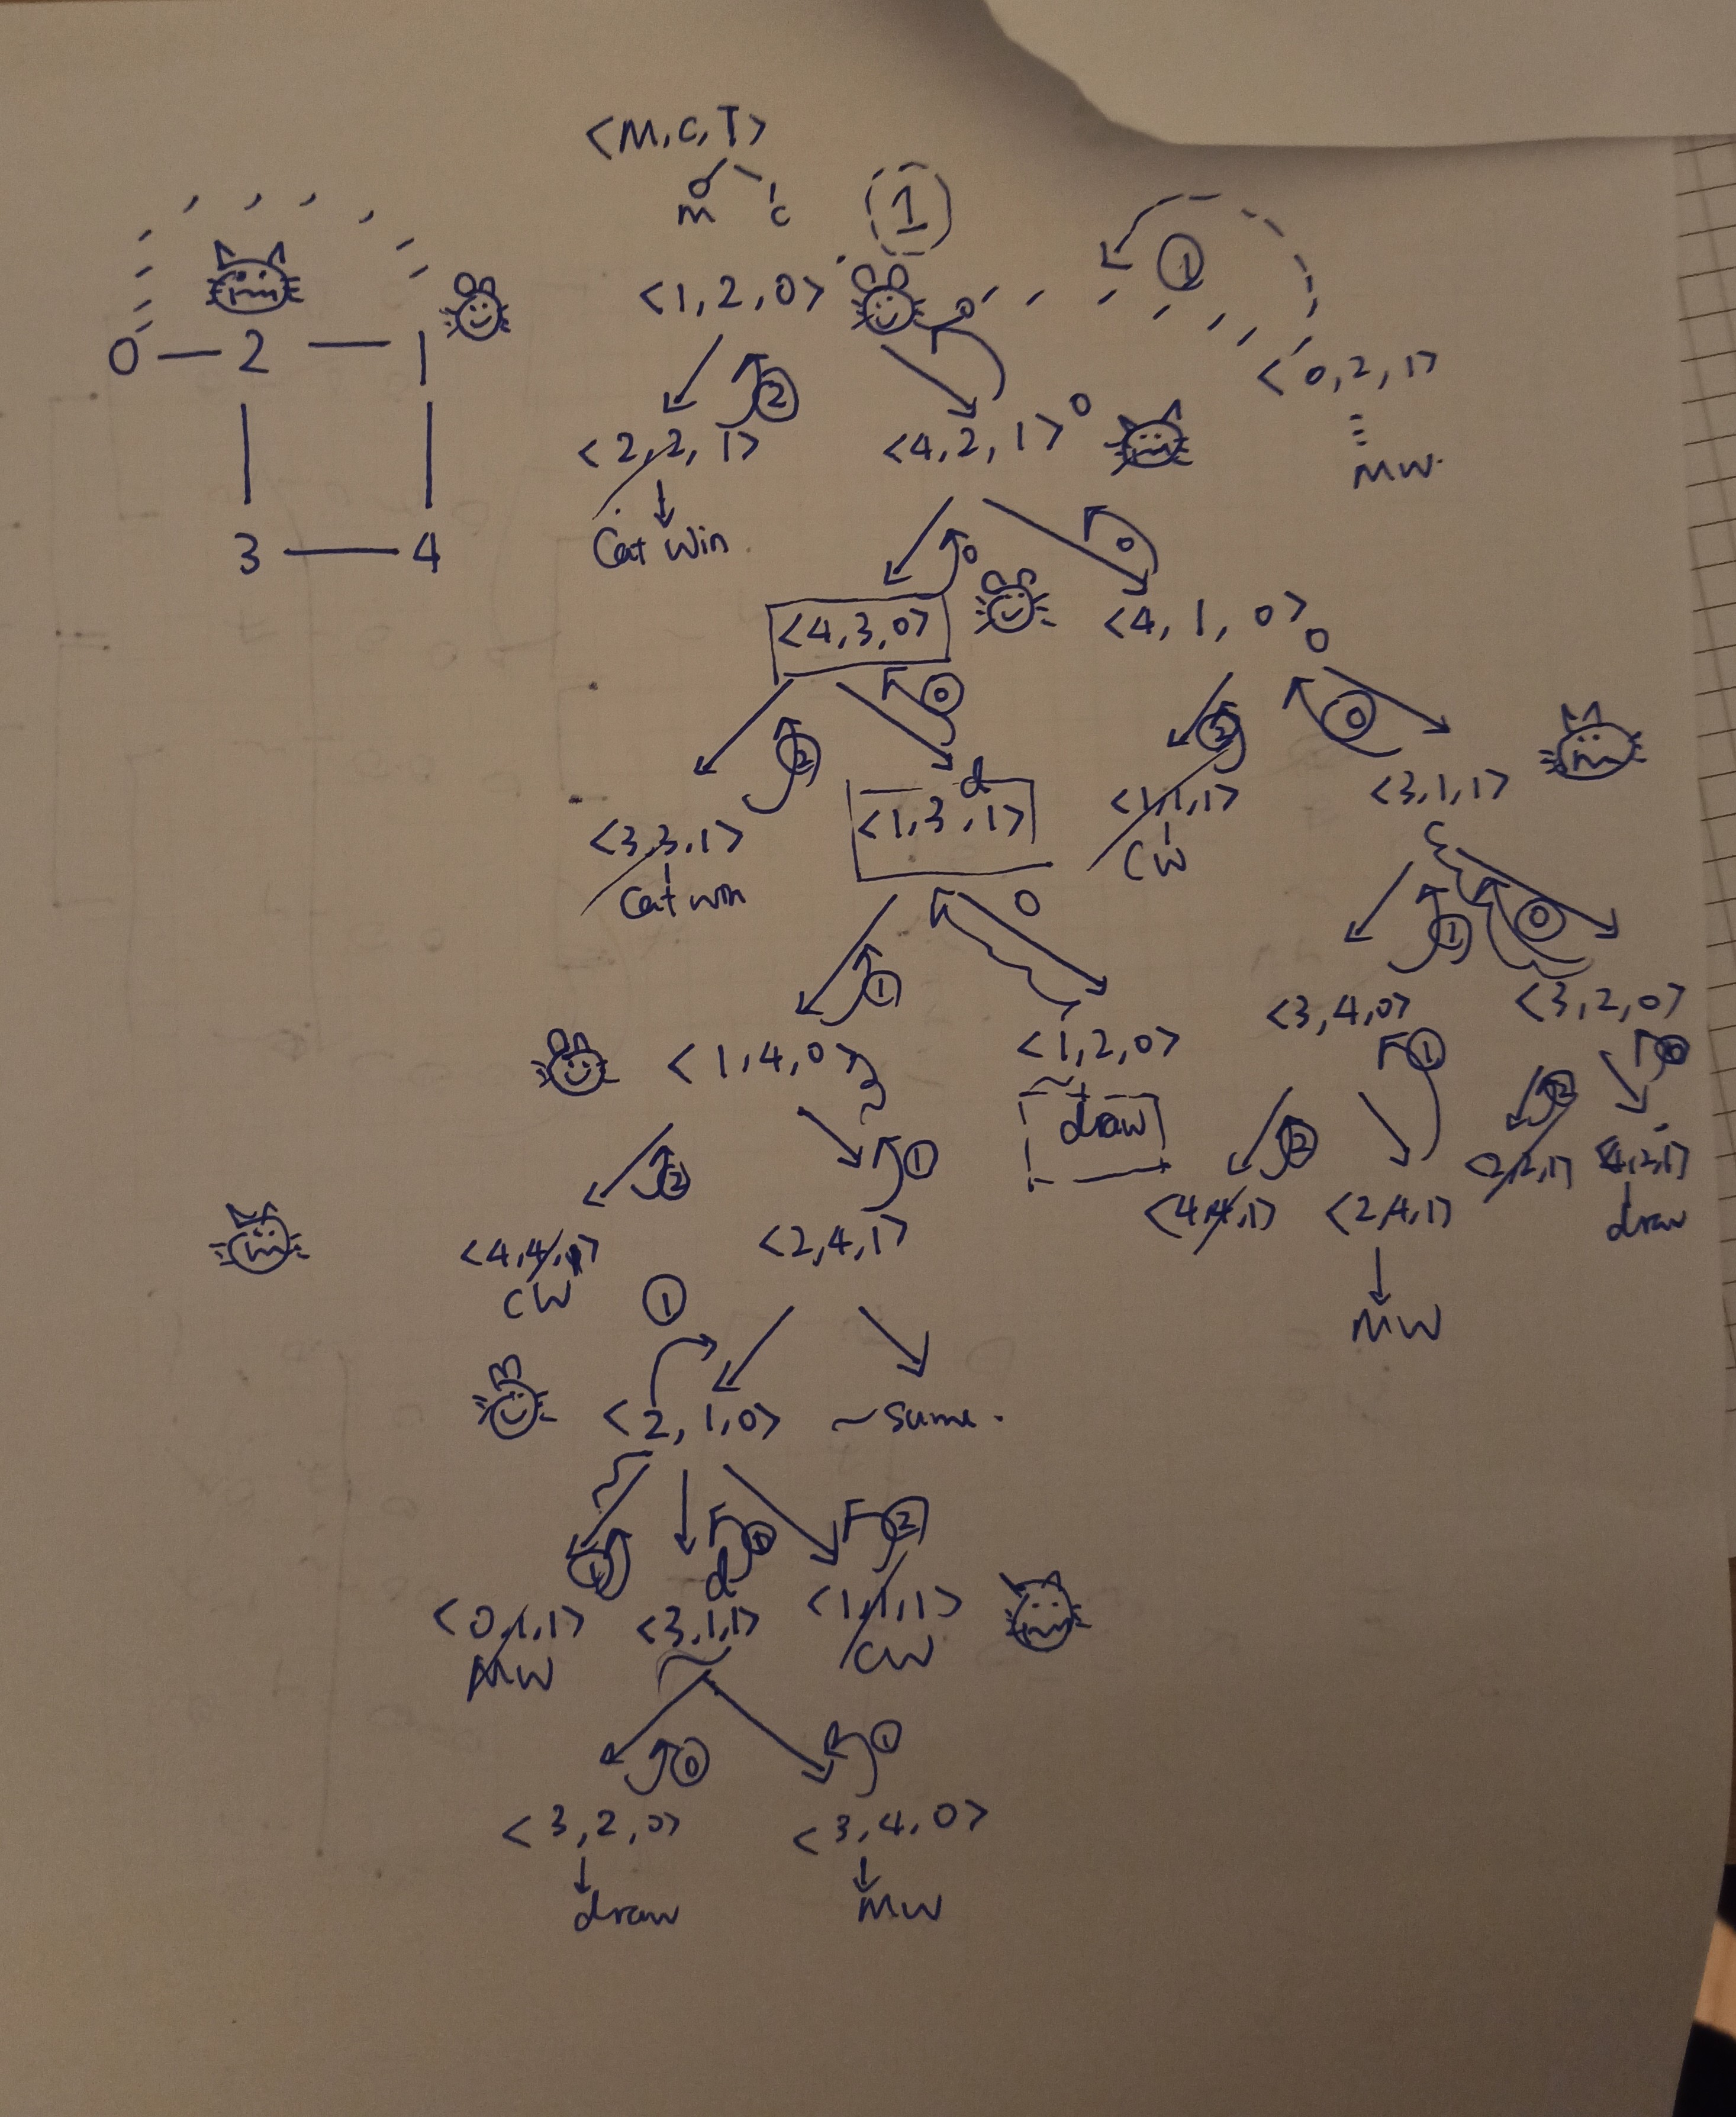 <M,C,T>
0 1
m c
1
<1,2,0>
1
0 — 2 — 1
3 — 4
2
0
<0,2,1>
MW.
<2,2,1>
<4,2,1> 0
Cat Win
0
0
<4,3,0>
<4,1,0> 0
2
0
2
0
<3,3,1>
Cat win
d
<1,3,1>
<1,1,1>
CW
<3,1,1>
1
0
1
0
<1,4,0>
<1,2,0>
draw
<3,4,0>
<3,2,0>
2
1
2
1
2
<4,4,1>
CW
<2,4,1>
<4,4,1>
<2,4,1>
MW
<2,2,1>
<4,2,1>
draw
1
<2,1,0>
~same.
1
d
2
<0,1,1>
MW
<3,1,1>
<1,1,1>
CW
0
1
<3,2,0>
<3,4,0>
draw
MW